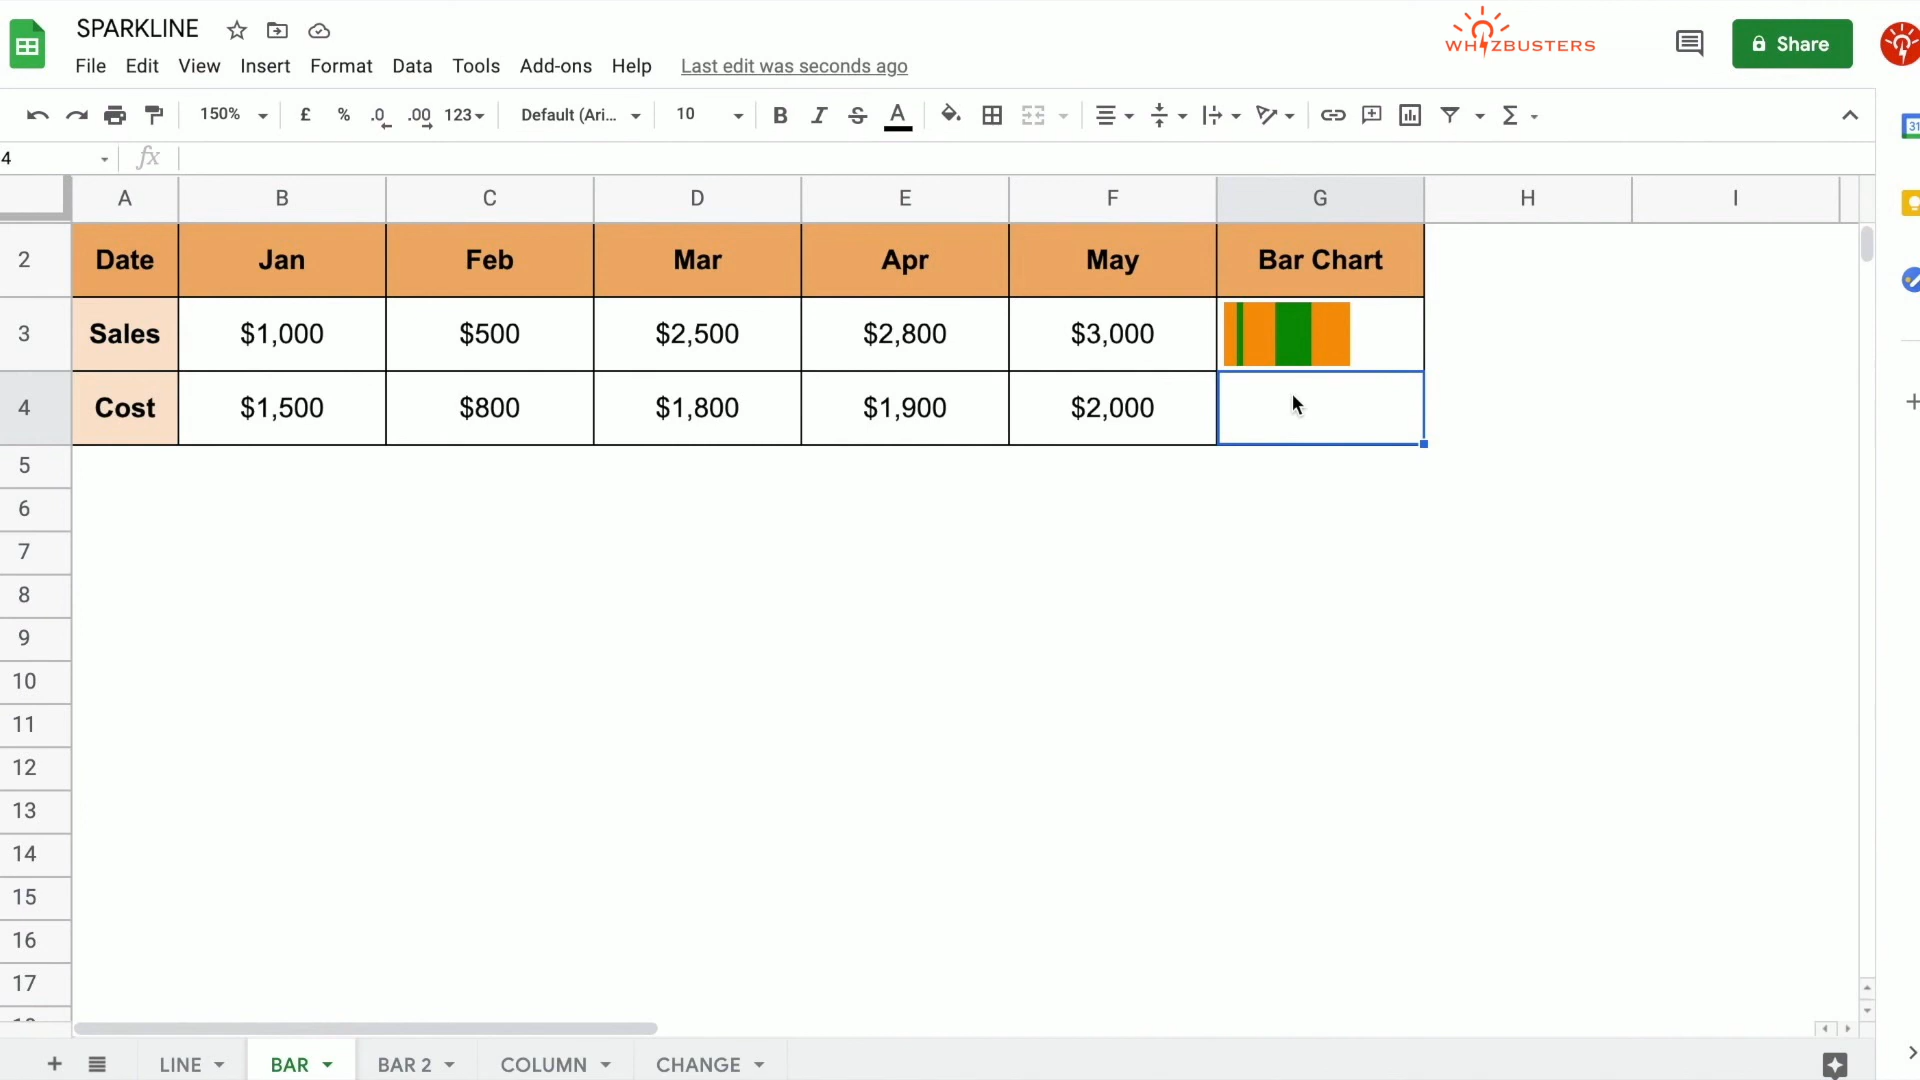 SPARKLINE
WHIZBUSTERS
Share
File Edit View Insert Format Data Tools Add-ons Help Last edit was seconds ago
150% £ % .0 .00 123 Default (Ari... 10 B I S A
31
4 fx
A B C D E F G H I
2 Date Jan Feb Mar Apr May Bar Chart
3 Sales $1,000 $500 $2,500 $2,800 $3,000
4 Cost $1,500 $800 $1,800 $1,900 $2,000
5
6
7
8
9
10
11
12
13
14
15
16
17
LINE BAR BAR 2 COLUMN CHANGE